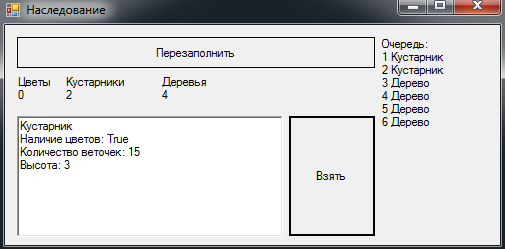 Наследование
Перезаполнить
Цветы Кустарники Деревья
0 2 4
Кустарник
Наличие цветов: True
Количество веточек: 15
Высота: 3
Взять
Очередь:
1 Кустарник
2 Кустарник
3 Дерево
4 Дерево
5 Дерево
6 Дерево